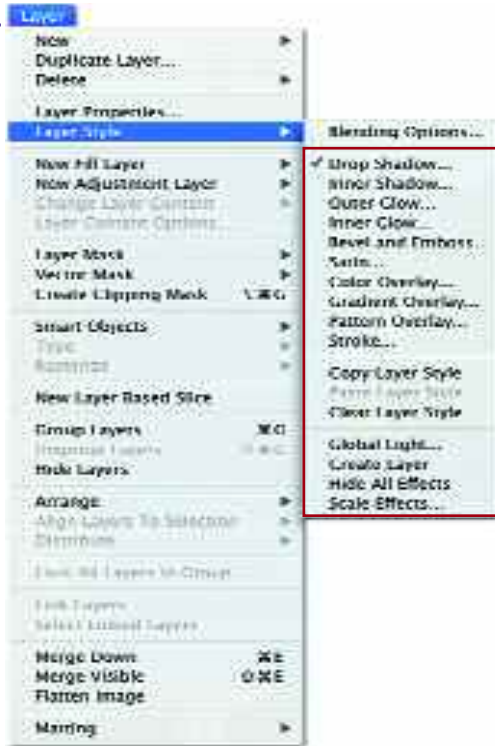 Layer
New
Duplicate Layer...
Delete
Layer Properties...
Layer Style
New Fill Layer
New Adjustment Layer
Change Layer Content
Layer Content Options...
Layer Mask
Vector Mask
Create Clipping Mask ⌥⌘G
Smart Objects
Type
Rasterize
New Layer Based Slice
Group Layers ⌘G
Ungroup Layers ⇧⌘G
Hide Layers
Arrange
Align Layers To Selection
Distribute
Lock All Layers in Group...
Link Layers
Select Linked Layers
Merge Down ⌘E
Merge Visible ⇧⌘E
Flatten Image
Matting
Blending Options...
✓ Drop Shadow...
Inner Shadow...
Outer Glow...
Inner Glow...
Bevel and Emboss...
Satin...
Color Overlay...
Gradient Overlay...
Pattern Overlay...
Stroke...
Copy Layer Style
Paste Layer Style
Clear Layer Style
Global Light...
Create Layer
Hide All Effects
Scale Effects...